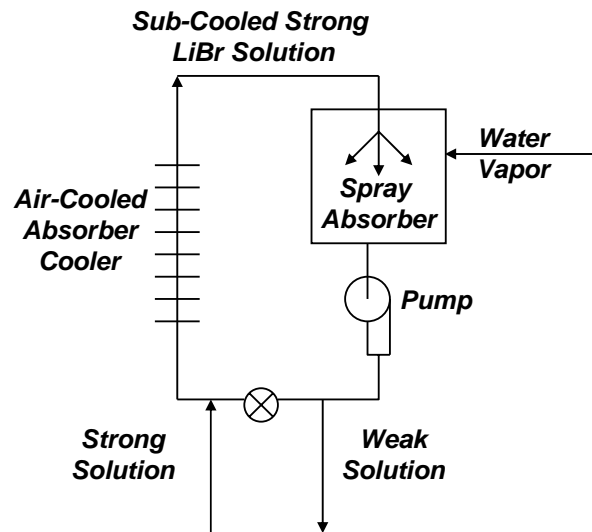 Sub-Cooled Strong
LiBr Solution
Water
Vapor
Spray
Absorber
Air-Cooled
Absorber
Cooler
Pump
Strong
Solution
Weak
Solution